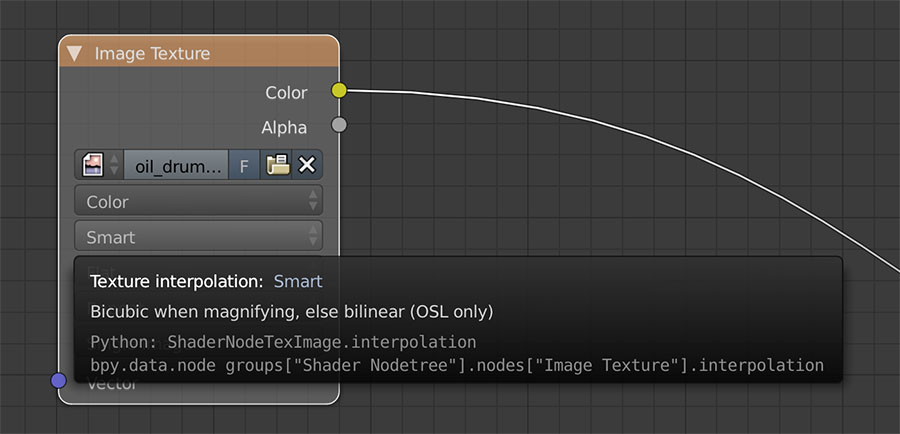 Image Texture
Color
Alpha
oil_drum... F
Color
Smart
Texture interpolation: Smart
Bicubic when magnifying, else bilinear (OSL only)
Python: ShaderNodeTexImage.interpolation
bpy.data.node groups["Shader Nodetree"].nodes["Image Texture"].interpolation
Vector